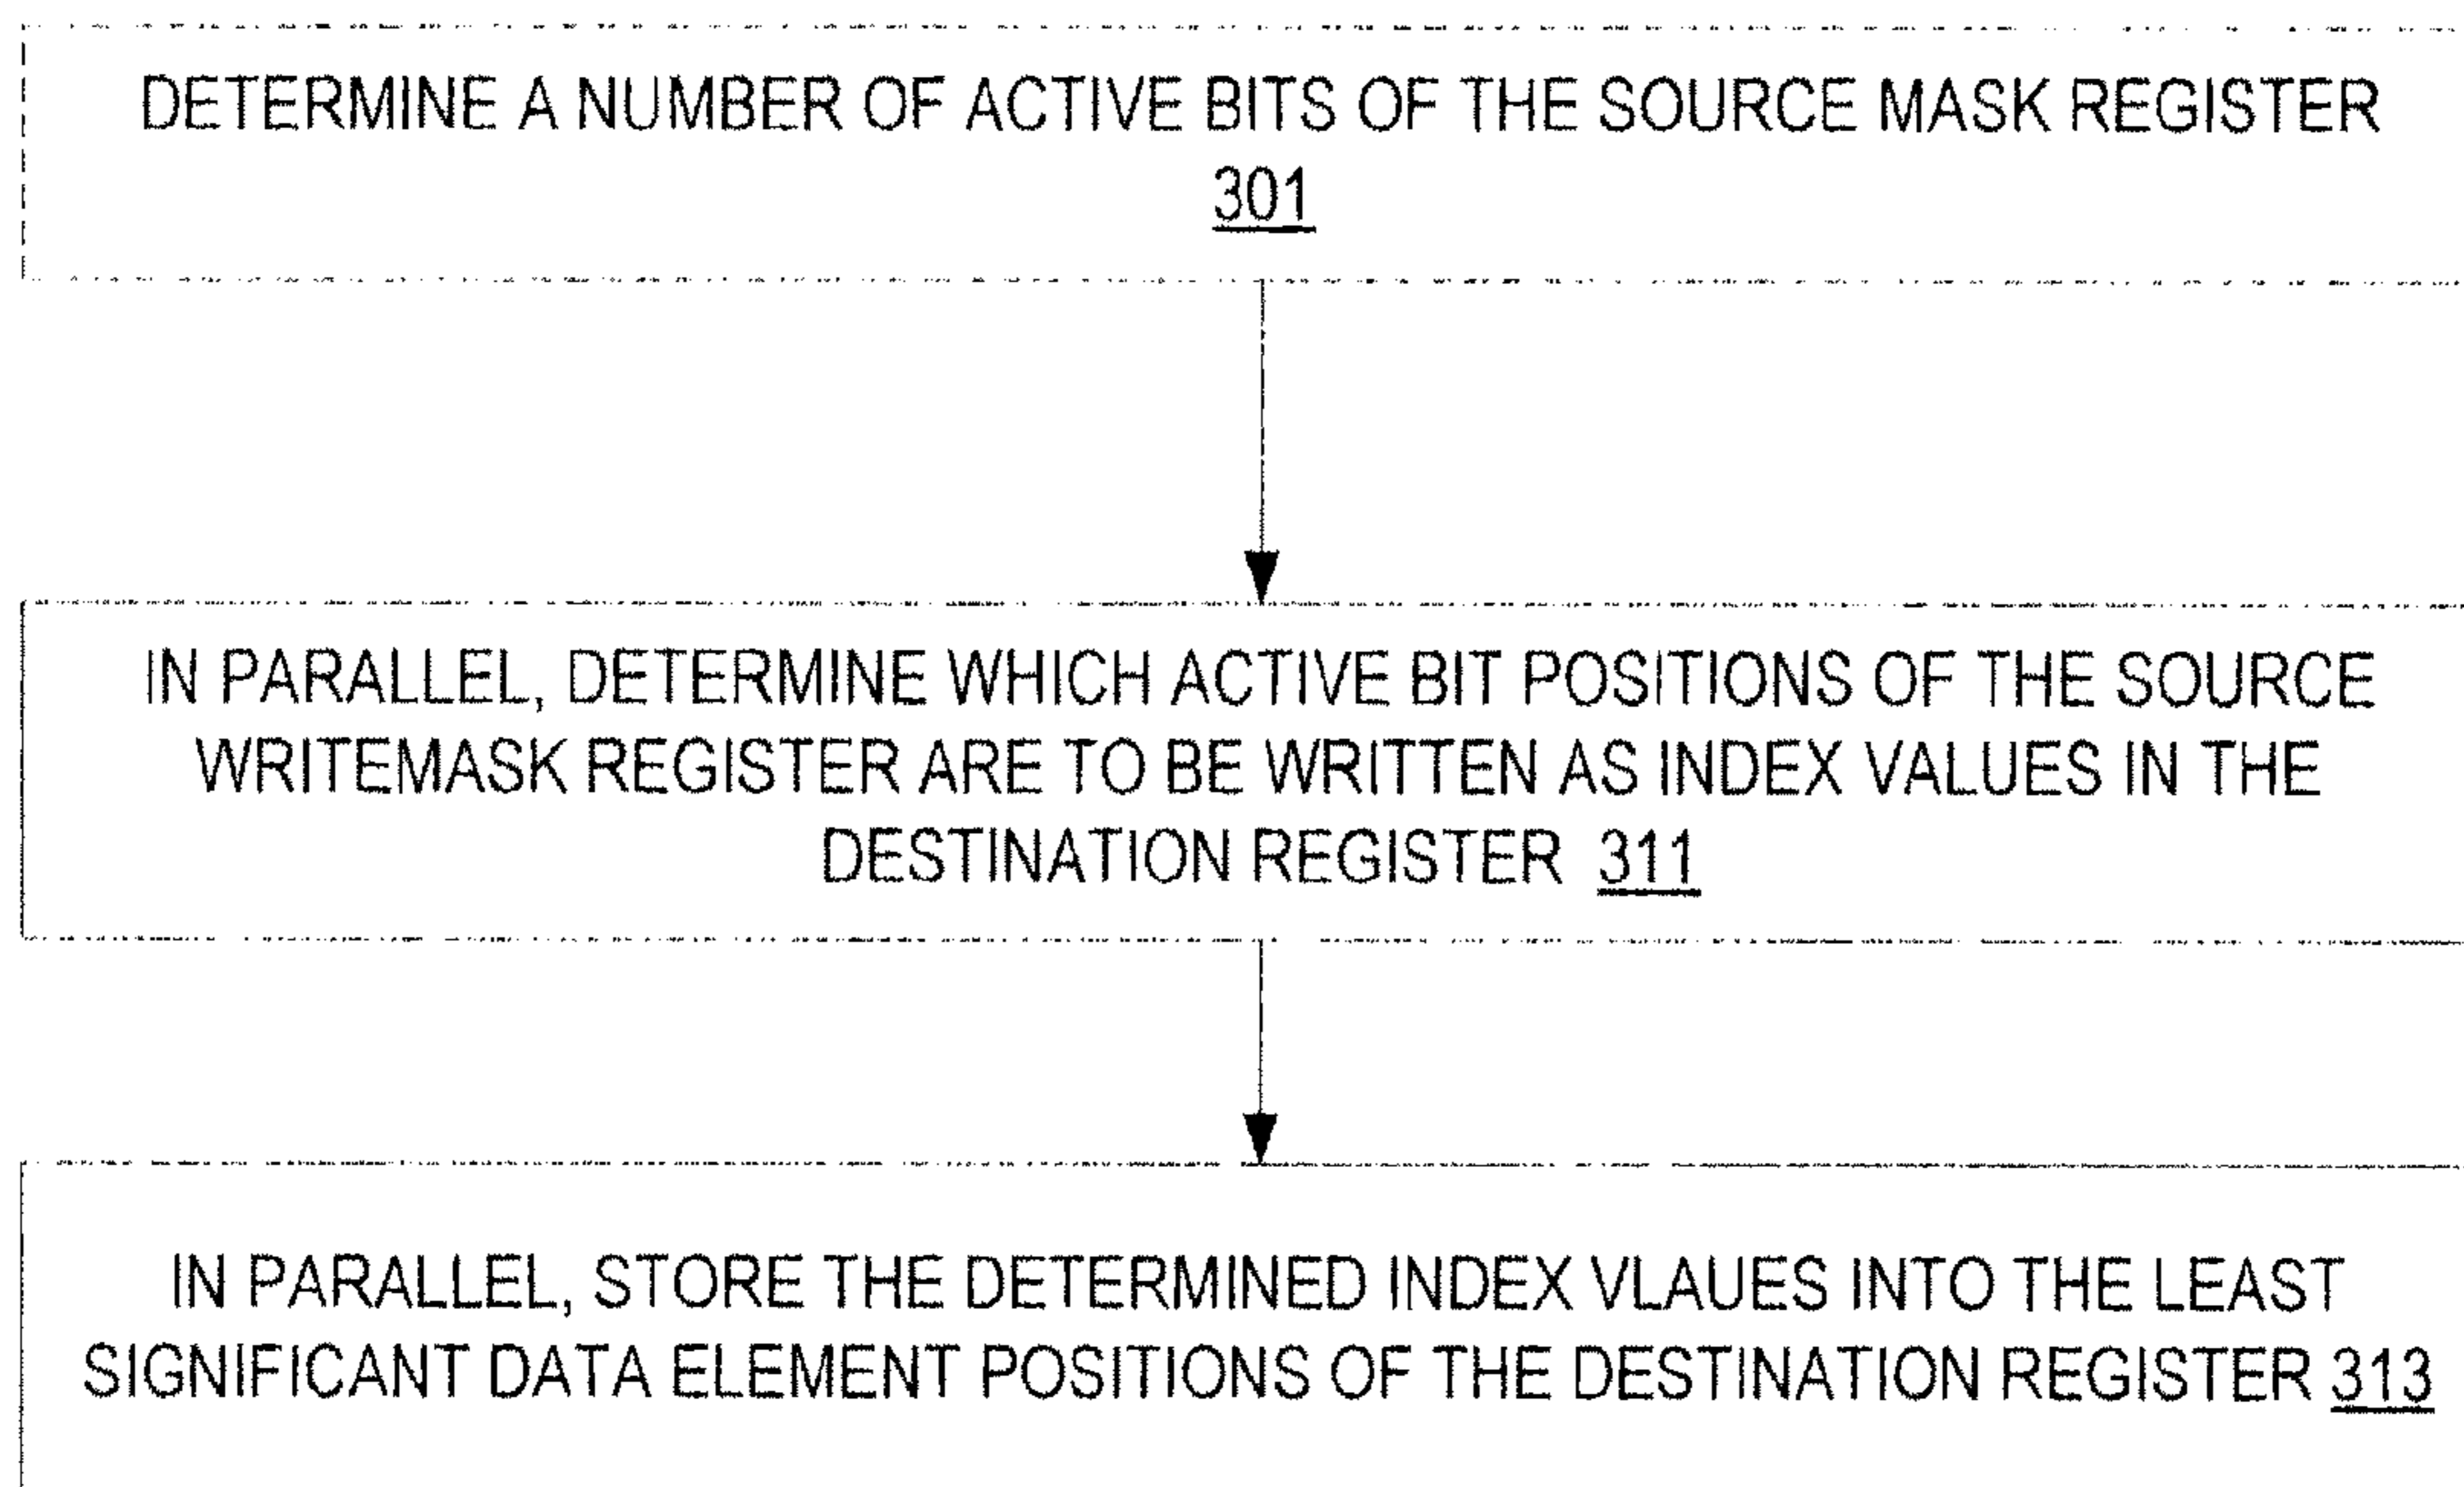 DETERMINE A NUMBER OF ACTIVE BITS OF THE SOURCE MASK REGISTER
301
IN PARALLEL, DETERMINE WHICH ACTIVE BIT POSITIONS OF THE SOURCE
WRITEMASK REGISTER ARE TO BE WRITTEN AS INDEX VALUES IN THE
DESTINATION REGISTER 311
IN PARALLEL, STORE THE DETERMINED INDEX VLAUES INTO THE LEAST
SIGNIFICANT DATA ELEMENT POSITIONS OF THE DESTINATION REGISTER 313